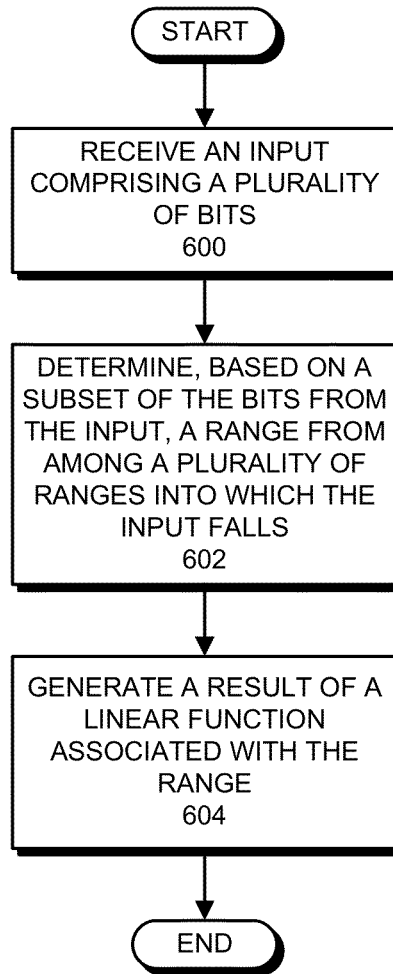 START
RECEIVE AN INPUT
COMPRISING A PLURALITY
OF BITS
600
DETERMINE, BASED ON A
SUBSET OF THE BITS FROM
THE INPUT, A RANGE FROM
AMONG A PLURALITY OF
RANGES INTO WHICH THE
INPUT FALLS
602
GENERATE A RESULT OF A
LINEAR FUNCTION
ASSOCIATED WITH THE
RANGE
604
END